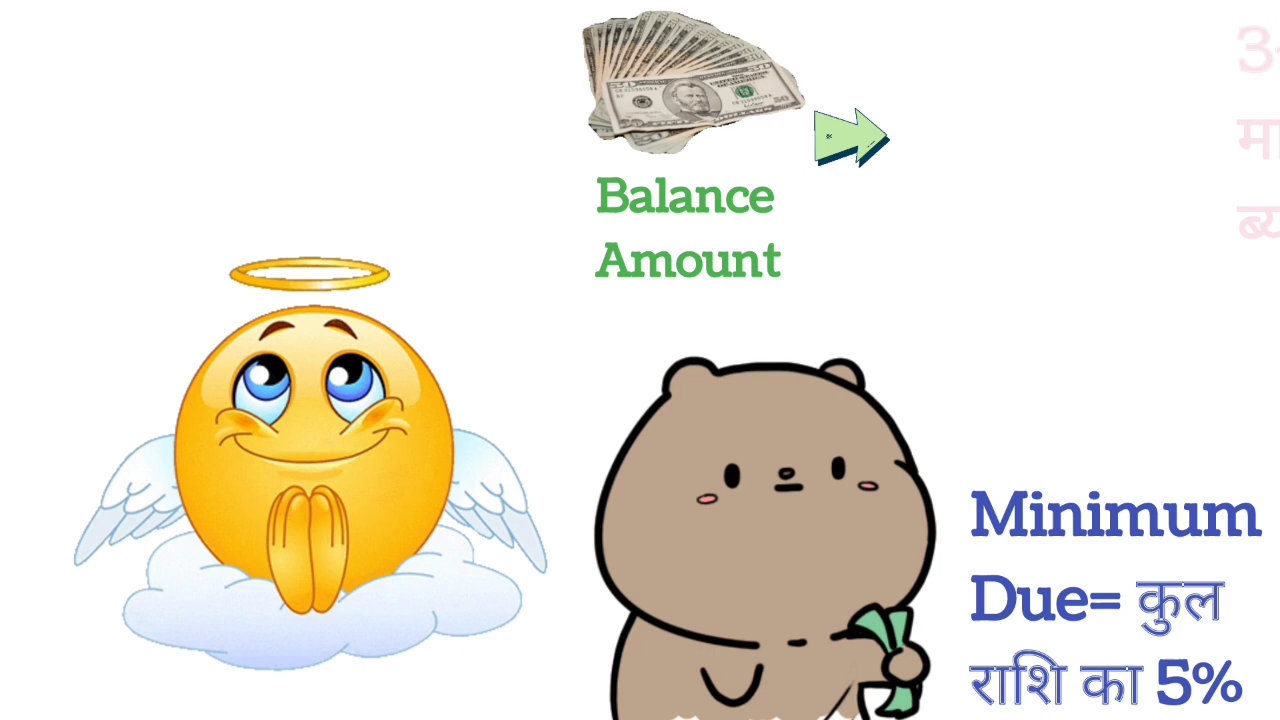 Balance
Amount
Minimum
Due= कुल
राशि का 5%